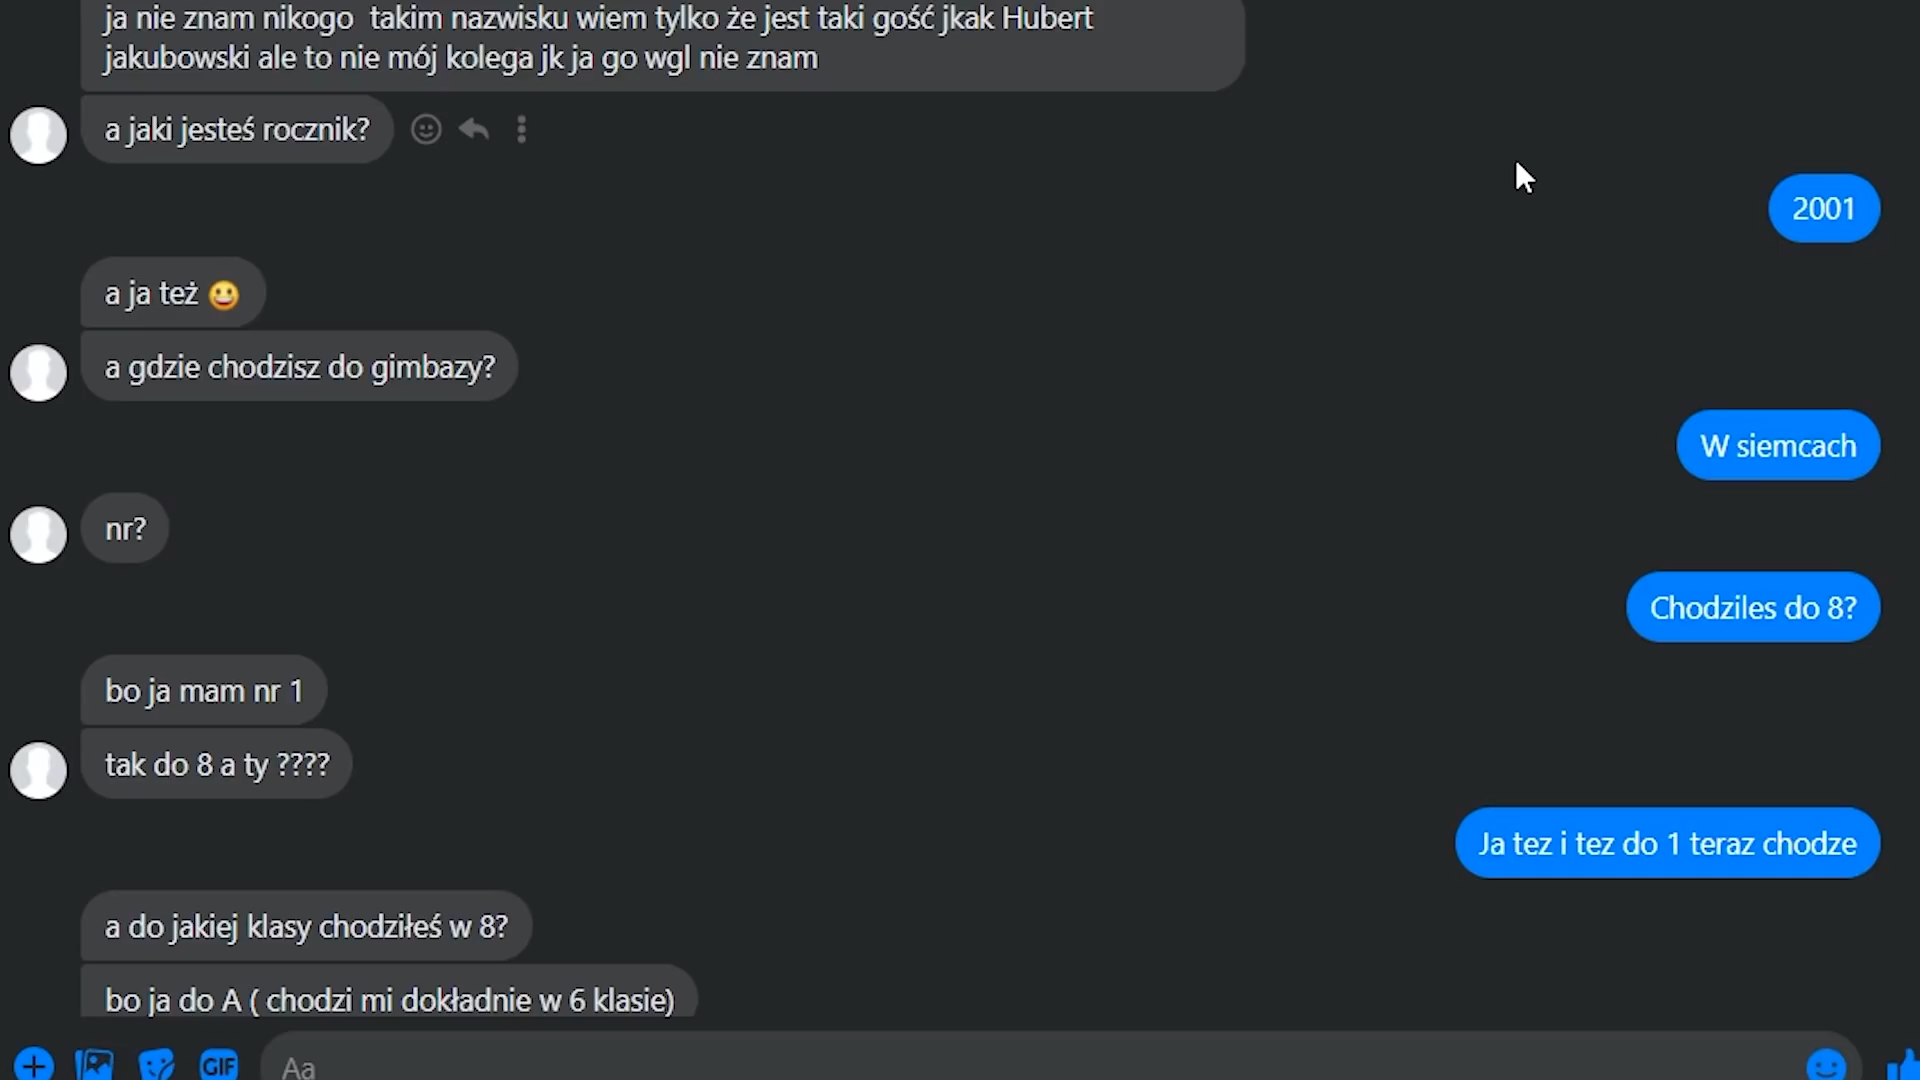 ja nie znam nikogo  takim nazwisku wiem tylko że jest taki gość jkak Hubert
jakubowski ale to nie mój kolega jk ja go wgl nie znam
a jaki jesteś rocznik?
2001
a ja też 😀
a gdzie chodzisz do gimbazy?
W siemcach
nr?
Chodziles do 8?
bo ja mam nr 1
tak do 8 a ty ????
Ja tez i tez do 1 teraz chodze
a do jakiej klasy chodziłeś w 8?
bo ja do A ( chodzi mi dokładnie w 6 klasie)
GIF
Aa